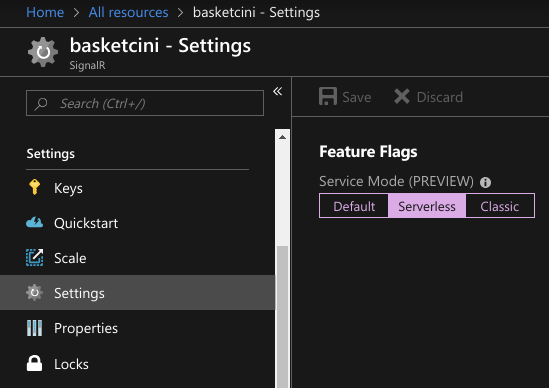 Home > All resources > basketcini - Settings
basketcini - Settings
SignalR
Search (Ctrl+/)
«
Settings
Keys
Quickstart
Scale
Settings
Properties
Locks
Save Discard
Feature Flags
Service Mode (PREVIEW)
Default Serverless Classic